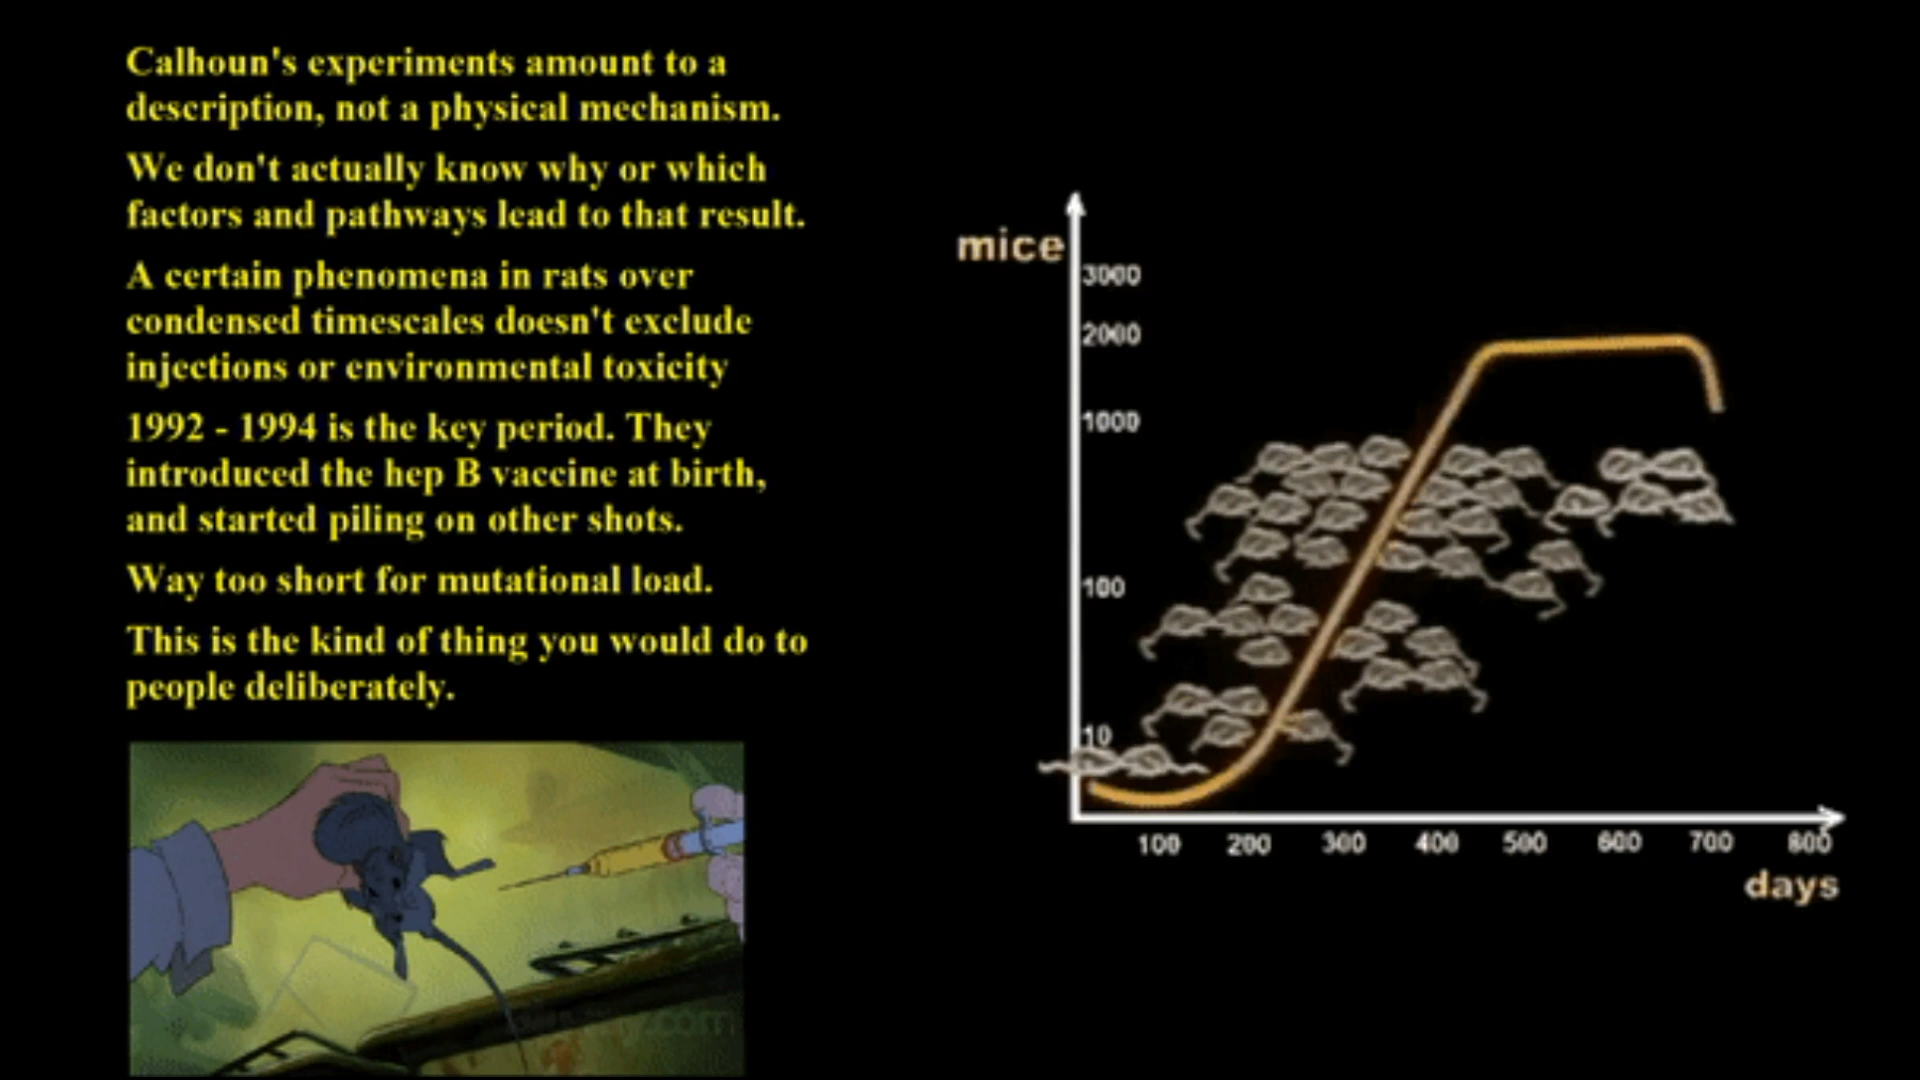 Calhoun's experiments amount to a
description, not a physical mechanism.
We don't actually know why or which
factors and pathways lead to that result.
A certain phenomena in rats over
condensed timescales doesn't exclude
injections or environmental toxicity
1992 - 1994 is the key period. They
introduced the hep B vaccine at birth,
and started piling on other shots.
Way too short for mutational load.
This is the kind of thing you would do to
people deliberately.
mice
3000
2000
1000
100
10
100 200 300 400 500 600 700 800
days